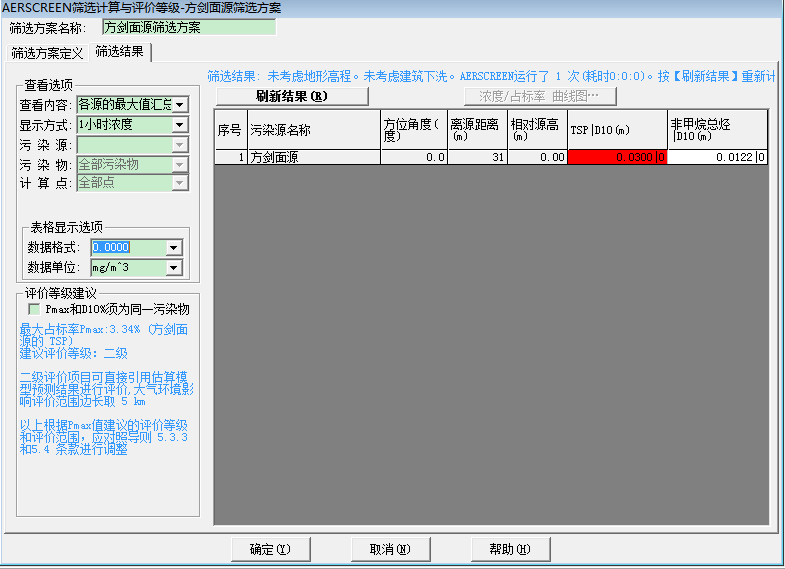 AERSCREEN筛选计算与评价等级-方剑面源筛选方案
筛选方案名称: 方剑面源筛选方案
筛选方案定义 筛选结果
筛选结果: 未考虑地形高程。未考虑建筑下洗。AERSCREEN运行了 1 次(耗时0:0:0)。按【刷新结果】重新计
刷新结果(R) 浓度/占标率 曲线图…
查看选项
查看内容: 各源的最大值汇总
显示方式: 1小时浓度
污 染 源:
污 染 物: 全部污染物
计 算 点: 全部点
表格显示选项
数据格式: 0.0000
数据单位: mg/m^3
评价等级建议
Pmax和D10%须为同一污染物
最大占标率Pmax:3.34% (方剑面
源的 TSP)
建议评价等级: 二级
二级评价项目可直接引用估算模
型预测结果进行评价,大气环境影
响评价范围边长取 5 km
以上根据Pmax值建议的评价等级
和评价范围, 应对照导则 5.3.3
和5.4 条款进行调整
序号 污染源名称 方位角度(度) 离源距离(m) 相对源高(m) TSP|D10(m) 非甲烷总烃|D10(m)
1 方剑面源 0.0 31 0.00 0.0300|0 0.0122|0
确定(Y) 取消(N) 帮助(H)